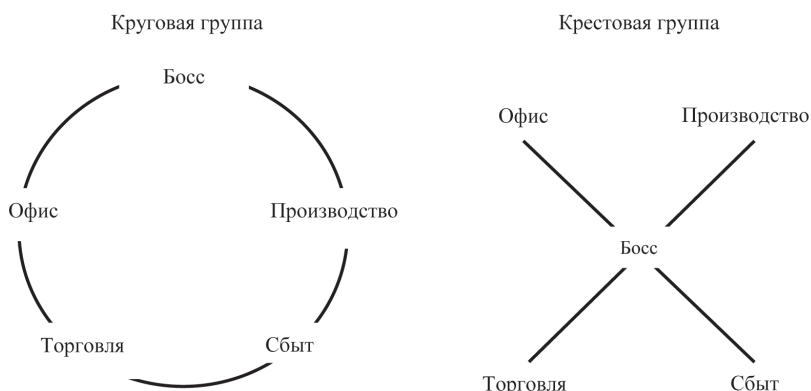 Круговая группа
Босс
Офис
Производство
Торговля
Сбыт
Крестовая группа
Офис
Производство
Босс
Торговля
Сбыт